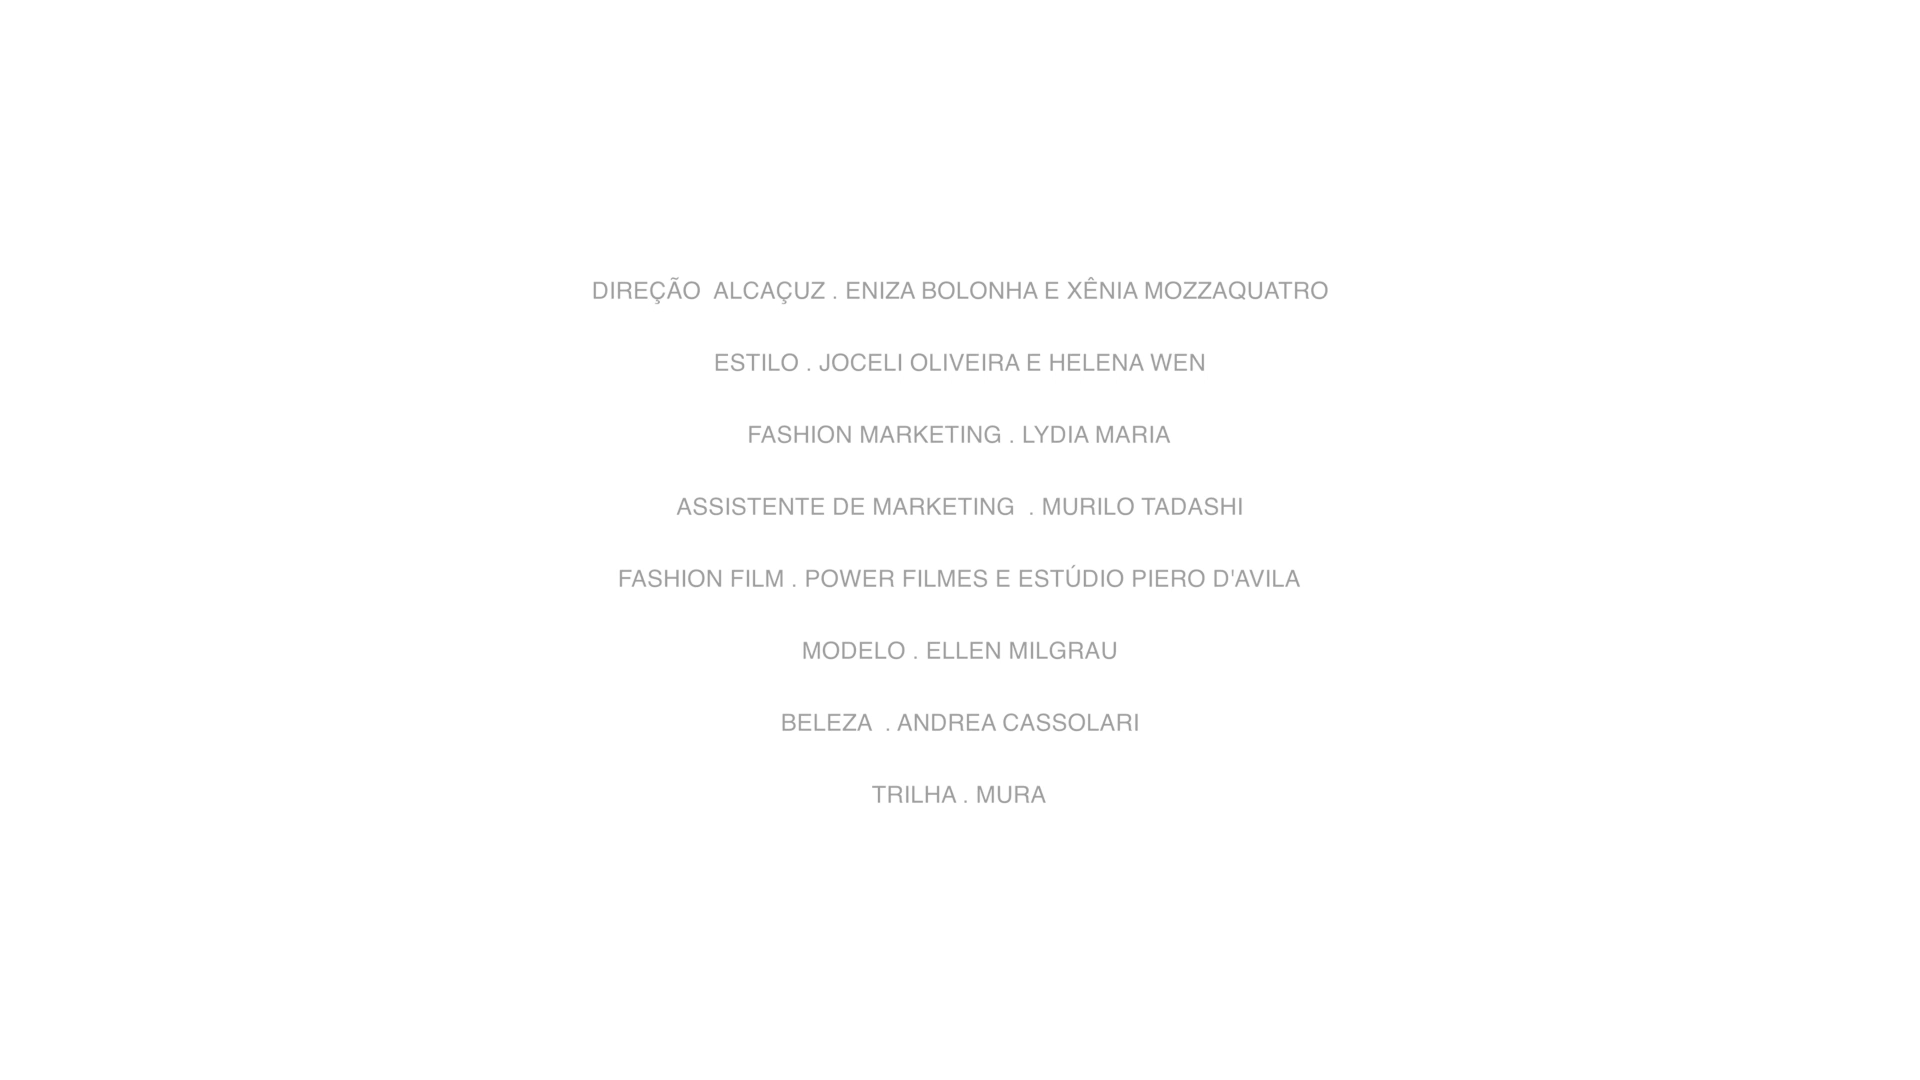 DIREÇÃO  ALCAÇUZ . ENIZA BOLONHA E XÊNIA MOZZAQUATRO
ESTILO . JOCELI OLIVEIRA E HELENA WEN
FASHION MARKETING . LYDIA MARIA
ASSISTENTE DE MARKETING  . MURILO TADASHI
FASHION FILM . POWER FILMES E ESTÚDIO PIERO D'AVILA
MODELO . ELLEN MILGRAU
BELEZA  . ANDREA CASSOLARI
TRILHA . MURA